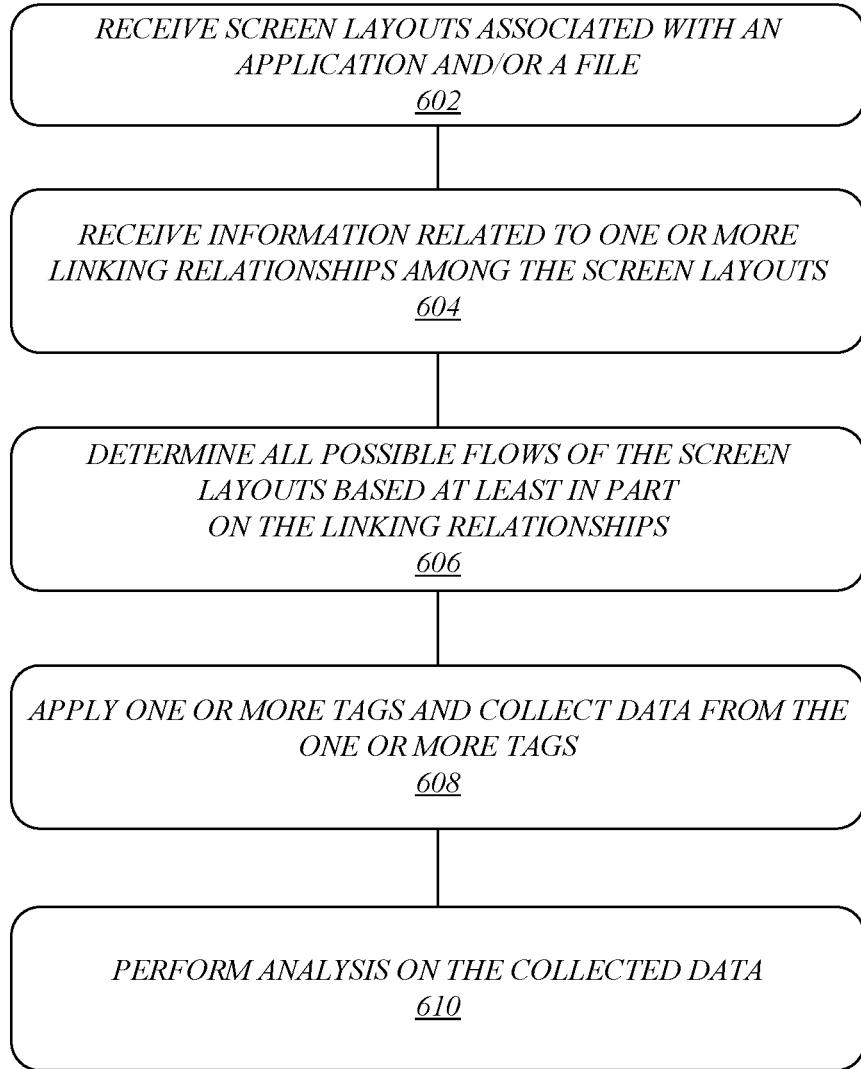 RECEIVE SCREEN LAYOUTS ASSOCIATED WITH AN
APPLICATION AND/OR A FILE
602
RECEIVE INFORMATION RELATED TO ONE OR MORE
LINKING RELATIONSHIPS AMONG THE SCREEN LAYOUTS
604
DETERMINE ALL POSSIBLE FLOWS OF THE SCREEN
LAYOUTS BASED AT LEAST IN PART
ON THE LINKING RELATIONSHIPS
606
APPLY ONE OR MORE TAGS AND COLLECT DATA FROM THE
ONE OR MORE TAGS
608
PERFORM ANALYSIS ON THE COLLECTED DATA
610